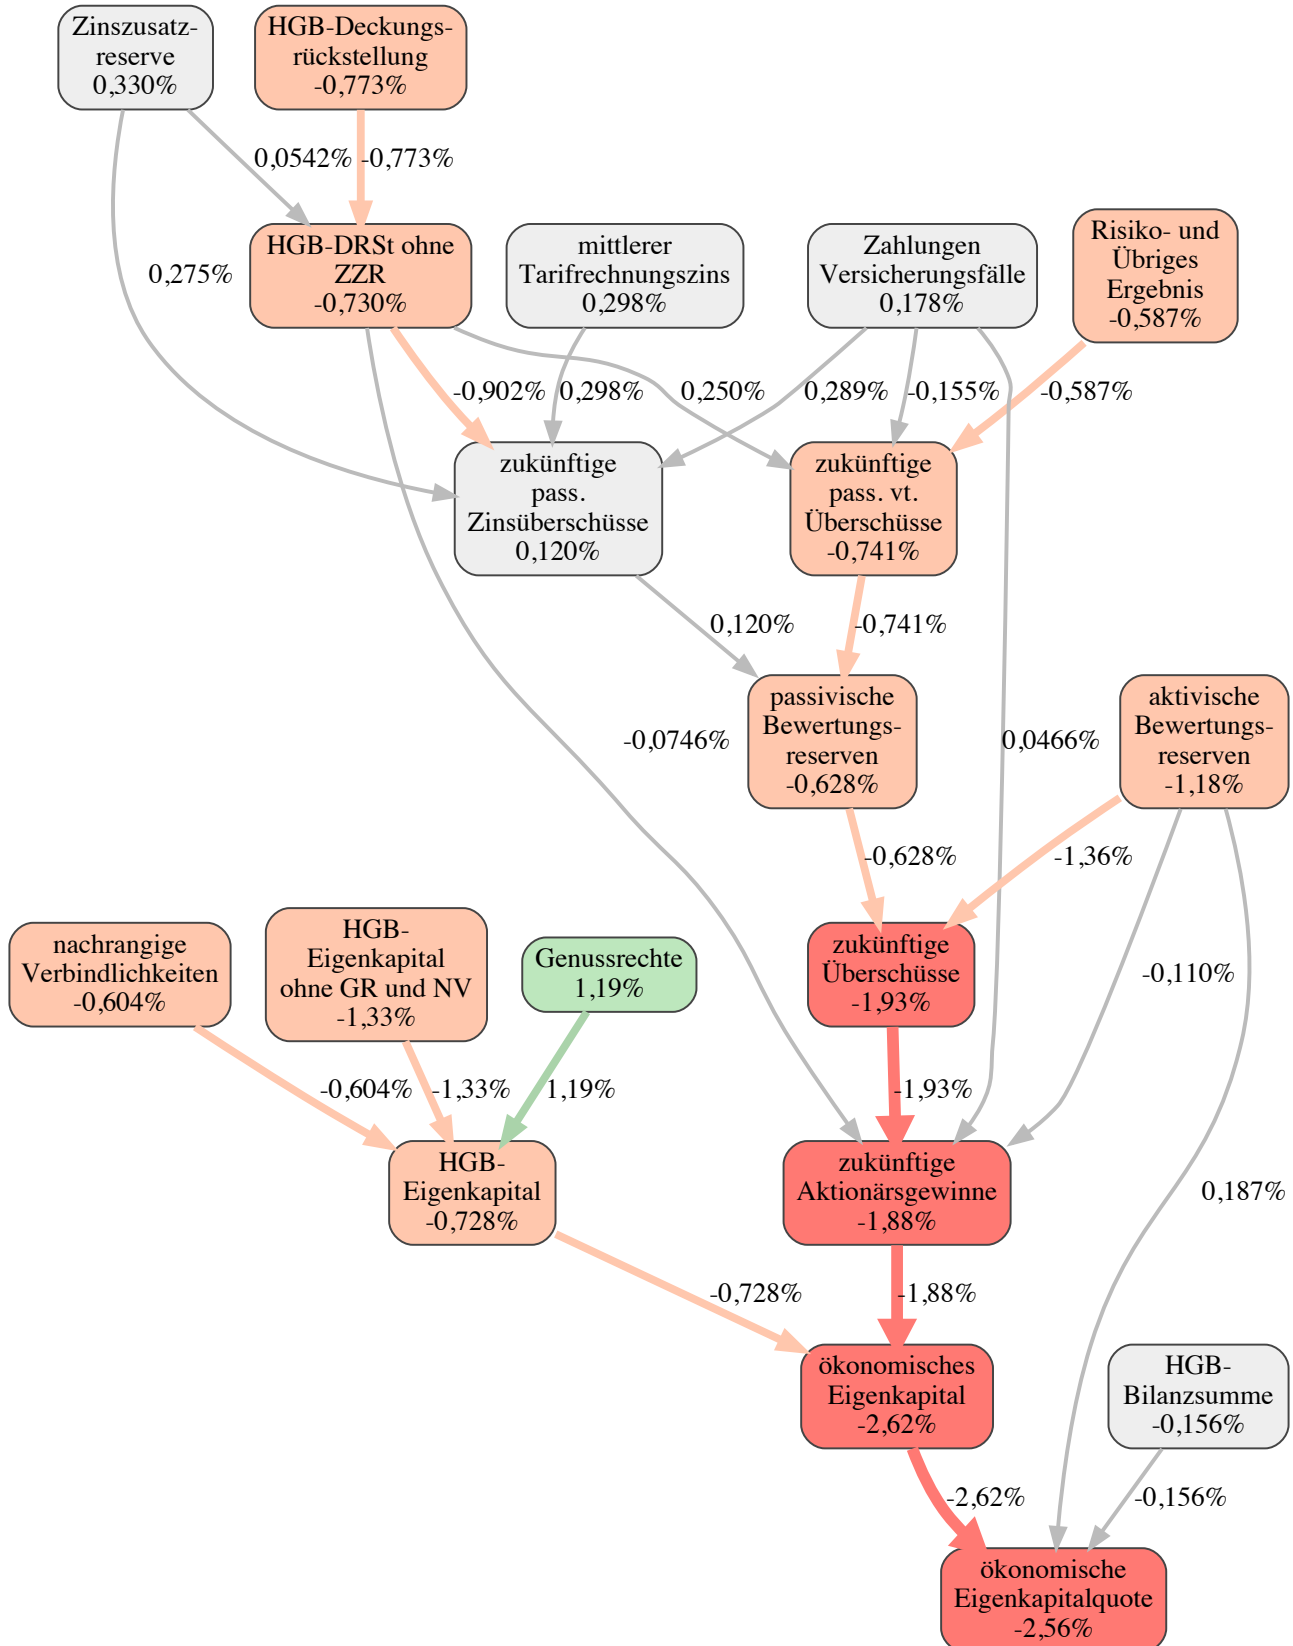 Zinszusatz-
reserve
0,330%
HGB-Deckungs-
rückstellung
-0,773%
0,0542%
-0,773%
0,275%
HGB-DRSt ohne
ZZR
-0,730%
mittlerer
Tarifrechnungszins
0,298%
Zahlungen
Versicherungsfälle
0,178%
Risiko- und
Übriges
Ergebnis
-0,587%
-0,902%
0,298%
0,250%
0,289%
-0,155%
-0,587%
zukünftige
pass.
Zinsüberschüsse
0,120%
zukünftige
pass. vt.
Überschüsse
-0,741%
0,120%
-0,741%
-0,0746%
passivische
Bewertungs-
reserven
-0,628%
0,0466%
aktivische
Bewertungs-
reserven
-1,18%
-0,628%
-1,36%
nachrangige
Verbindlichkeiten
-0,604%
HGB-
Eigenkapital
ohne GR und NV
-1,33%
Genussrechte
1,19%
zukünftige
Überschüsse
-1,93%
-0,110%
-0,604%
-1,33%
1,19%
-1,93%
HGB-
Eigenkapital
-0,728%
zukünftige
Aktionärsgewinne
-1,88%
0,187%
-0,728%
-1,88%
ökonomisches
Eigenkapital
-2,62%
HGB-
Bilanzsumme
-0,156%
-2,62%
-0,156%
ökonomische
Eigenkapitalquote
-2,56%